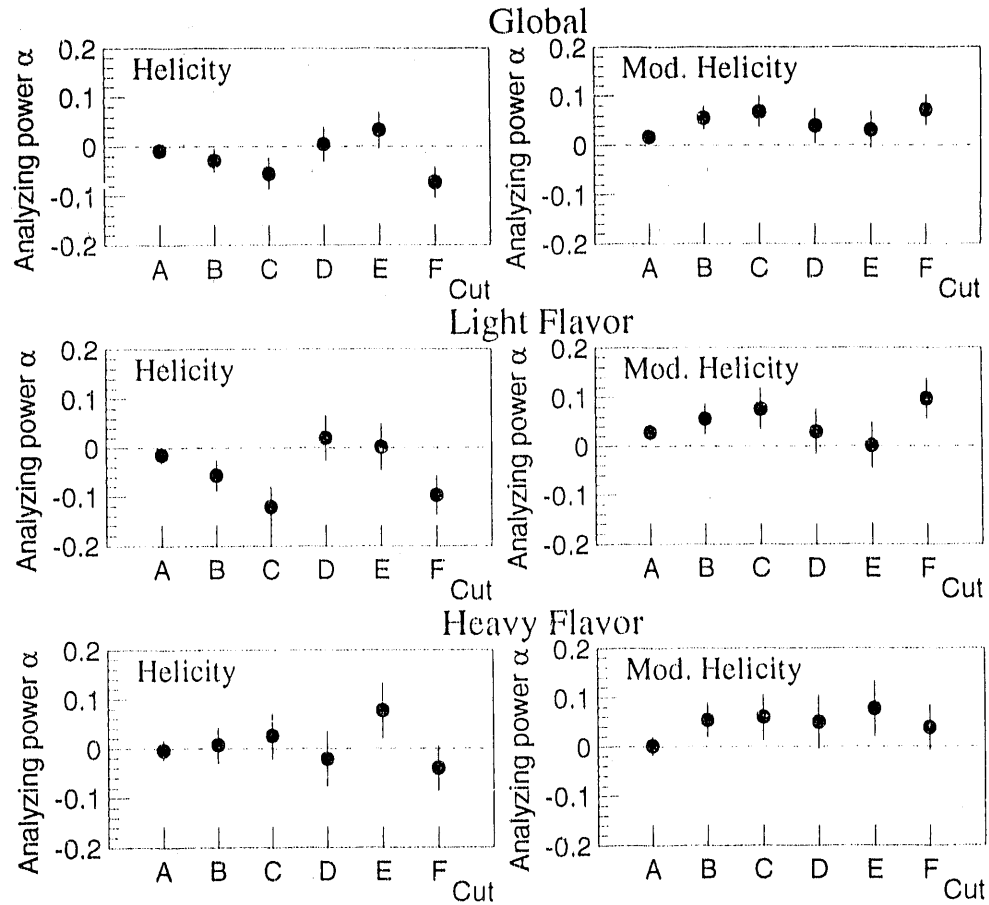 Global
Analyzing power α
0.2
0.1
0
-0.1
-0.2
Helicity
A B C D E F
Cut
Analyzing power α
0.2
0.1
0
-0.1
-0.2
Mod. Helicity
A B C D E F
Cut
Light Flavor
Analyzing power α
0.2
0.1
0
-0.1
-0.2
Helicity
A B C D E F
Cut
Analyzing power α
0.2
0.1
0
-0.1
-0.2
Mod. Helicity
A B C D E F
Cut
Heavy Flavor
Analyzing power α
0.2
0.1
0
-0.1
-0.2
Helicity
A B C D E F
Cut
Analyzing power α
0.2
0.1
0
-0.1
-0.2
Mod. Helicity
A B C D E F
Cut